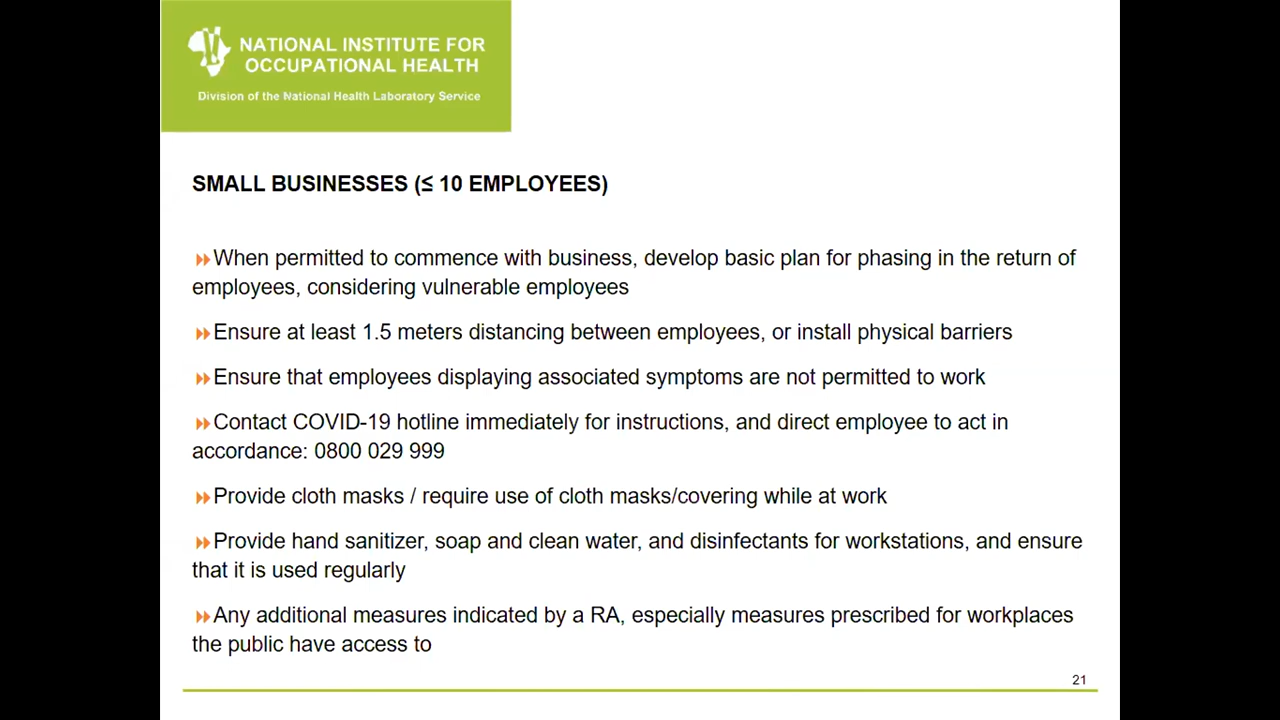 NATIONAL INSTITUTE FOR
OCCUPATIONAL HEALTH
Division of the National Health Laboratory Service
SMALL BUSINESSES (≤ 10 EMPLOYEES)
When permitted to commence with business, develop basic plan for phasing in the return of
employees, considering vulnerable employees
Ensure at least 1.5 meters distancing between employees, or install physical barriers
Ensure that employees displaying associated symptoms are not permitted to work
Contact COVID-19 hotline immediately for instructions, and direct employee to act in
accordance: 0800 029 999
Provide cloth masks / require use of cloth masks/covering while at work
Provide hand sanitizer, soap and clean water, and disinfectants for workstations, and ensure
that it is used regularly
Any additional measures indicated by a RA, especially measures prescribed for workplaces
the public have access to
21